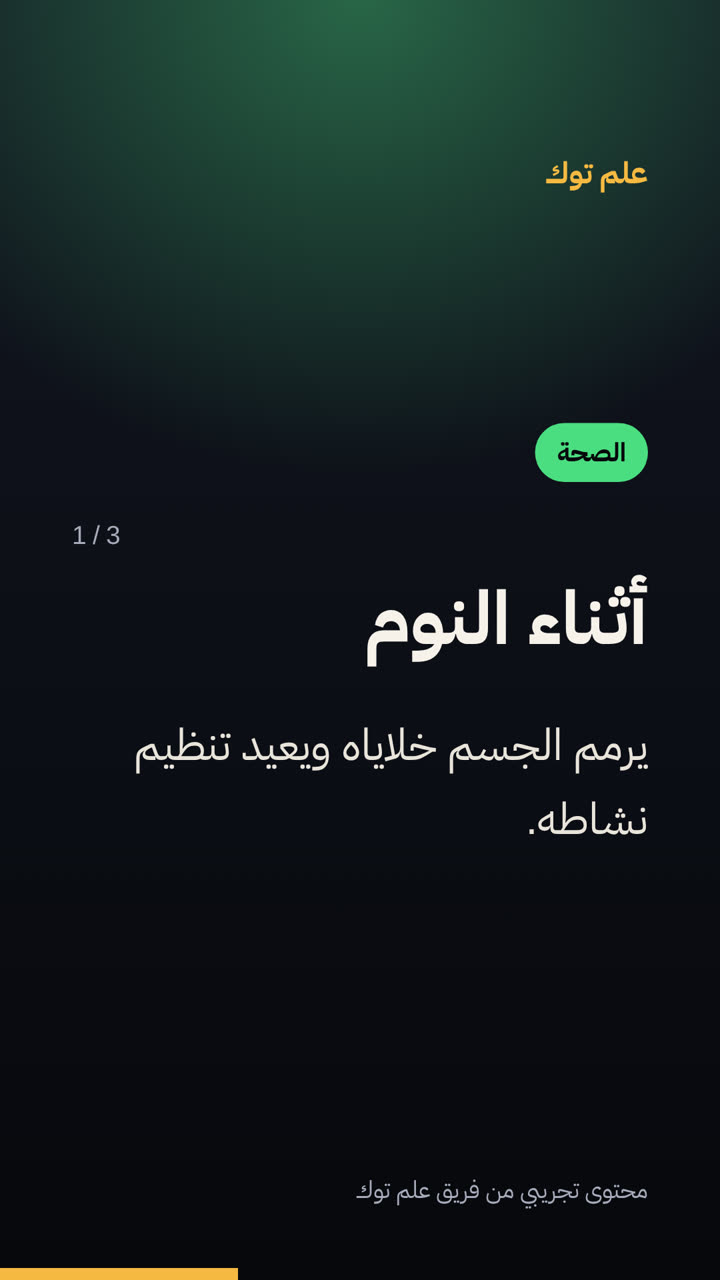 علم توك
الصحة
1 / 3
أثناء النوم
يرمم الجسم خلاياه ويعيد تنظيم
نشاطه.
محتوى تجريبي من فريق علم توك